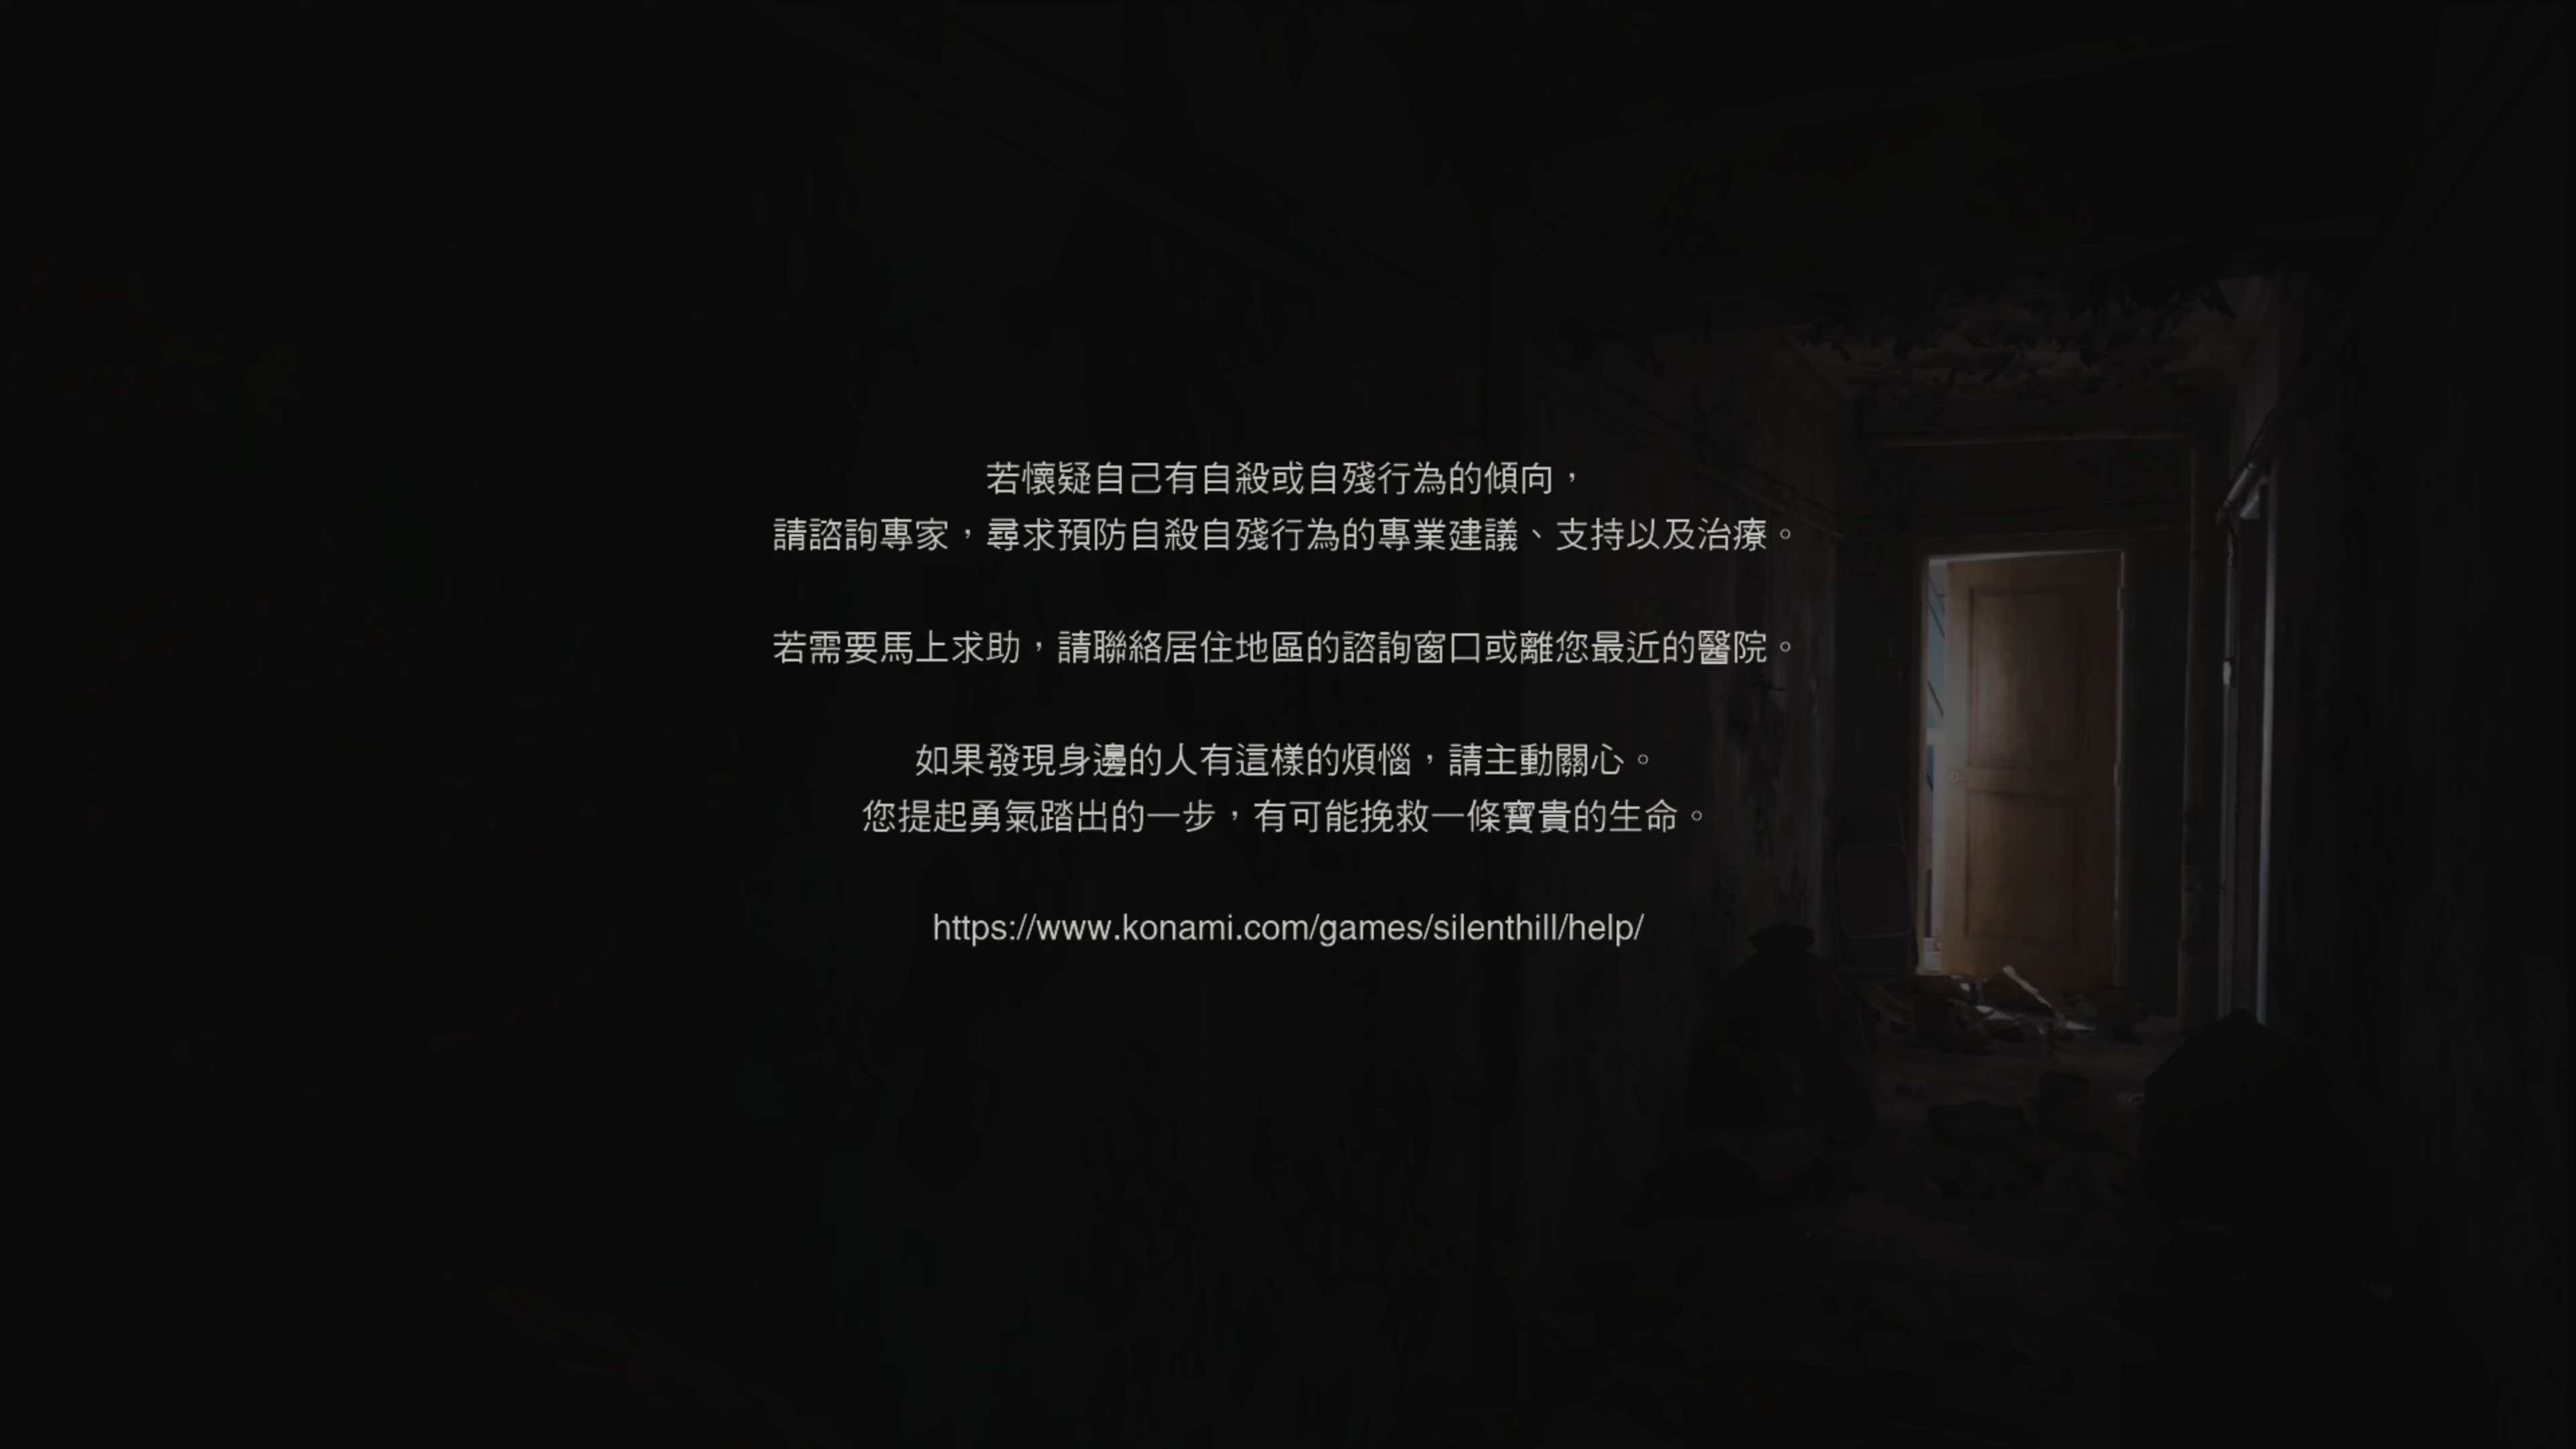 若懷疑自己有自殺或自殘行為的傾向，
請諮詢專家，尋求預防自殺自殘行為的專業建議、支持以及治療。
若需要馬上求助，請聯絡居住地區的諮詢窗口或離您最近的醫院。
如果發現身邊的人有這樣的煩惱，請主動關心。
您提起勇氣踏出的一步，有可能挽救一條寶貴的生命。
https://www.konami.com/games/silenthill/help/